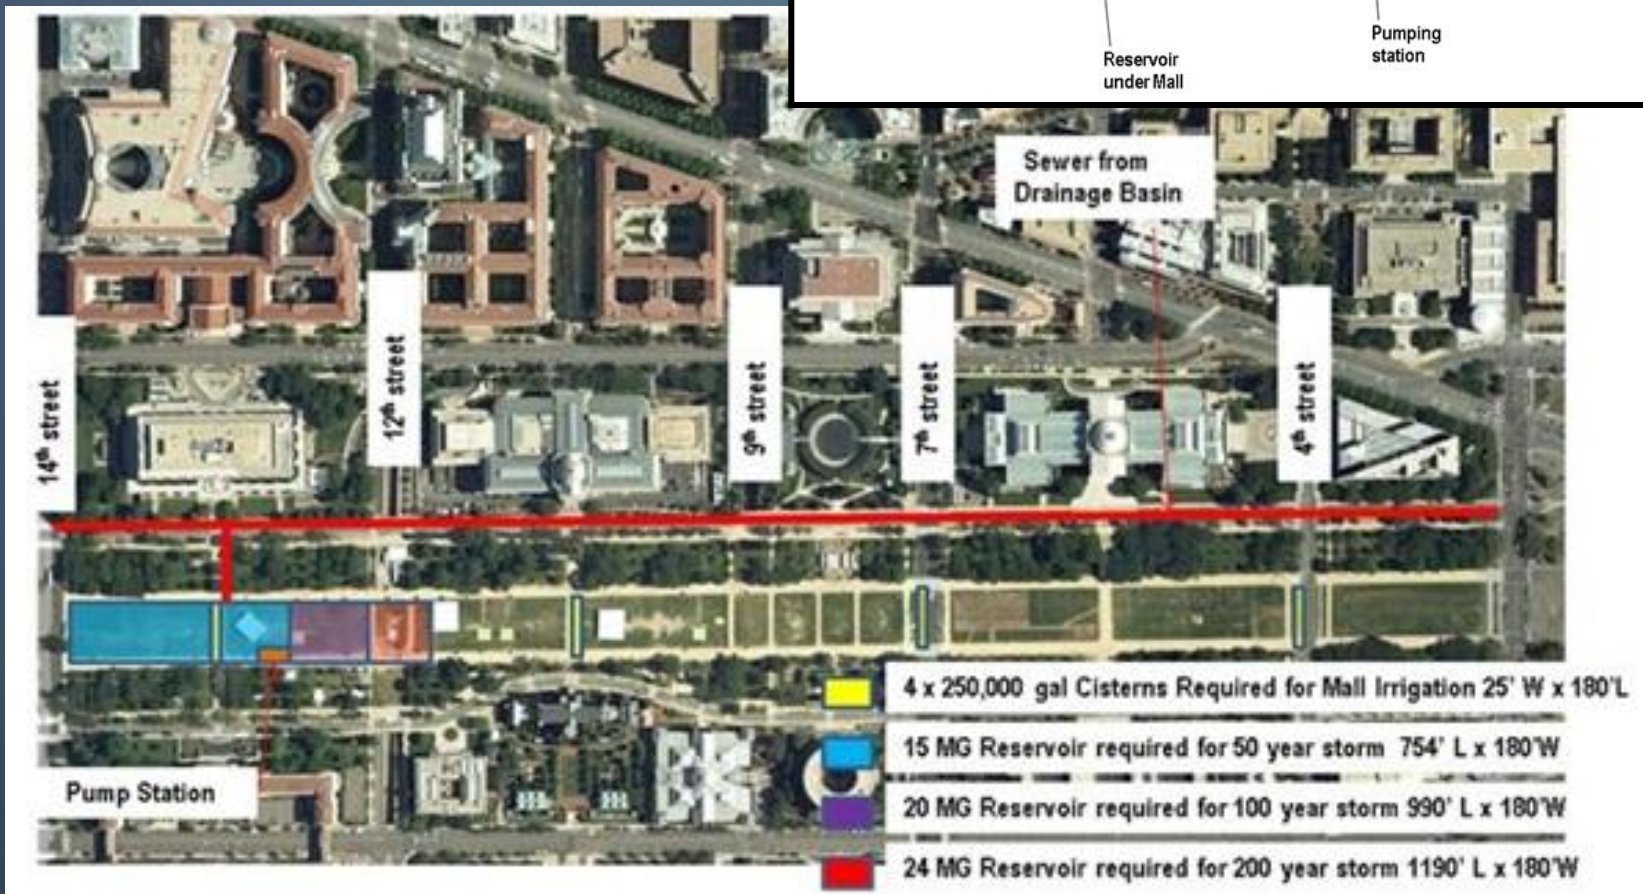 Reservoir
under Mall
Pumping
station
Sewer from
Drainage Basin
14th street
12th street
9th street
7th street
4th street
4 x 250,000 gal Cisterns Required for Mall Irrigation 25' W x 180'L
15 MG Reservoir required for 50 year storm 754' L x 180'W
Pump Station
20 MG Reservoir required for 100 year storm 990' L x 180'W
24 MG Reservoir required for 200 year storm 1190' L x 180'W